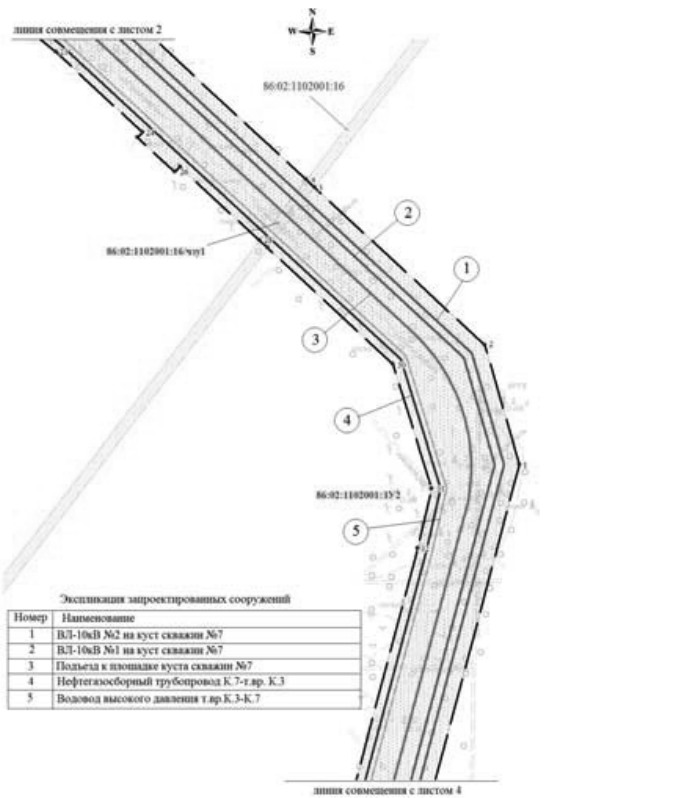 линия совмещения с листом 2
N
W E
S
86:02:1102001:16
2
1
86:02:1102001:16/чзу1
2
3
4
86:02:1102001:ЗУ2
5
Экспликация запроектированных сооружений
Номер Наименование
1 ВЛ-10кВ №2 на куст скважин №7
2 ВЛ-10кВ №1 на куст скважин №7
3 Подъезд к площадке куста скважин №7
4 Нефтегазосборный трубопровод К.7-т.вр. К.3
5 Водовод высокого давления т.вр.К.3-К.7
линия совмещения с листом 4